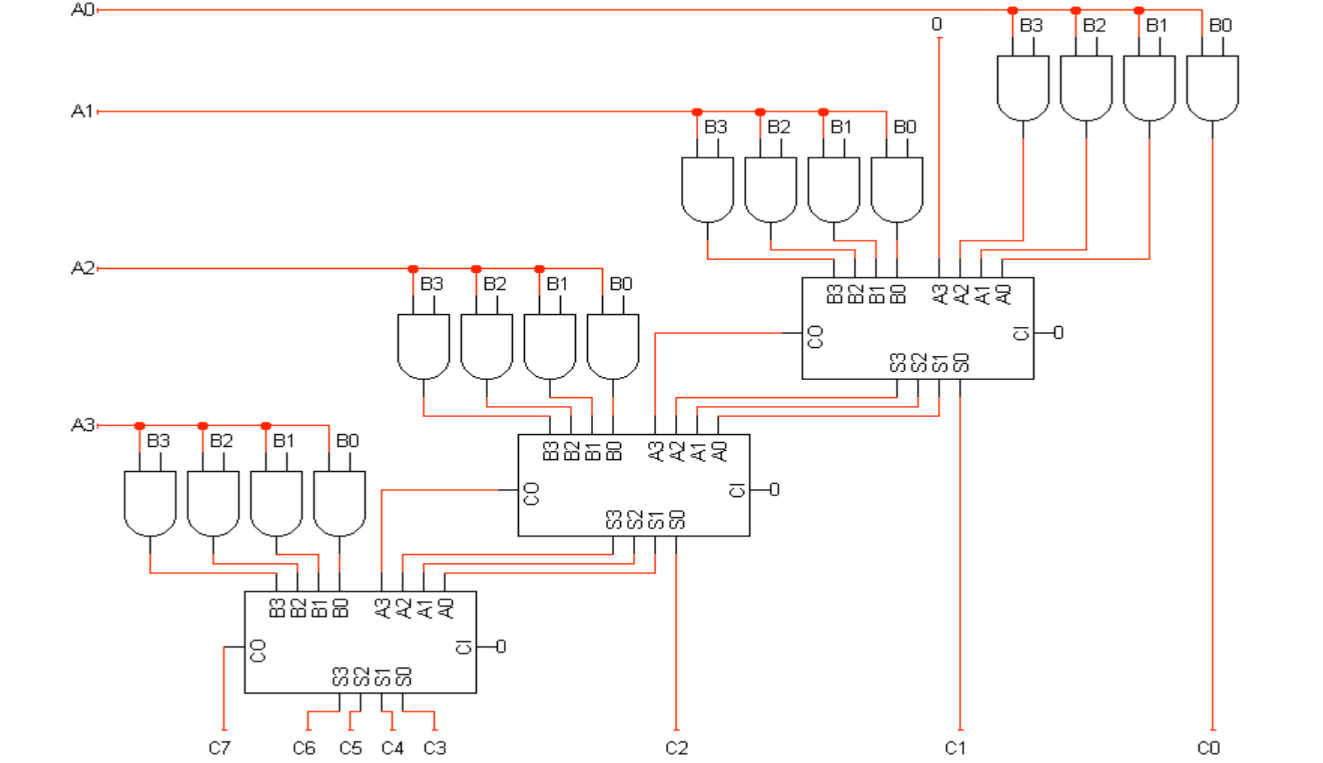 A0
0
B3 B2 B1 B0
A1
B3 B2 B1 B0
A2
B3 B2 B1 B0
B3 B2 B1 B0 A3 A2 A1 A0
CO CI 0
S3 S2 S1 S0
A3
B3 B2 B1 B0
B3 B2 B1 B0 A3 A2 A1 A0
CO CI 0
S3 S2 S1 S0
B3 B2 B1 B0 A3 A2 A1 A0
CO CI 0
S3 S2 S1 S0
C7 C6 C5 C4 C3 C2 C1 C0